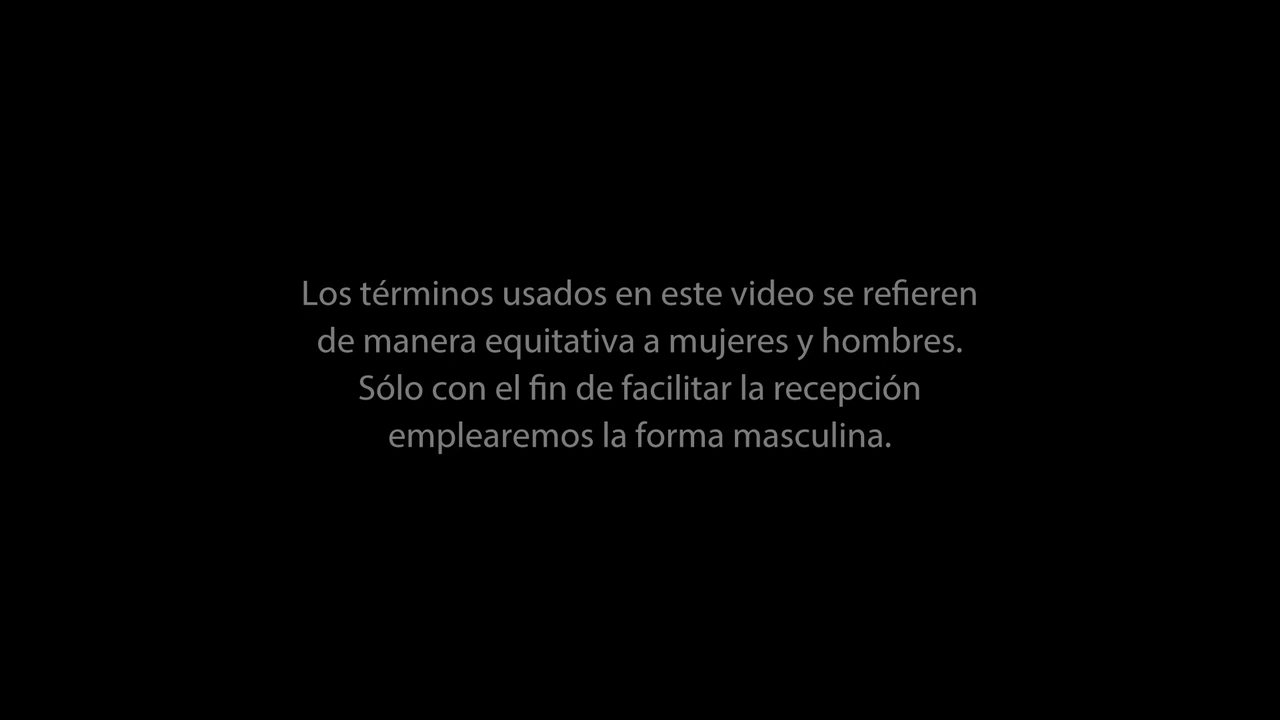 Los términos usados en este video se refieren
de manera equitativa a mujeres y hombres.
Sólo con el fin de facilitar la recepción
emplearemos la forma masculina.